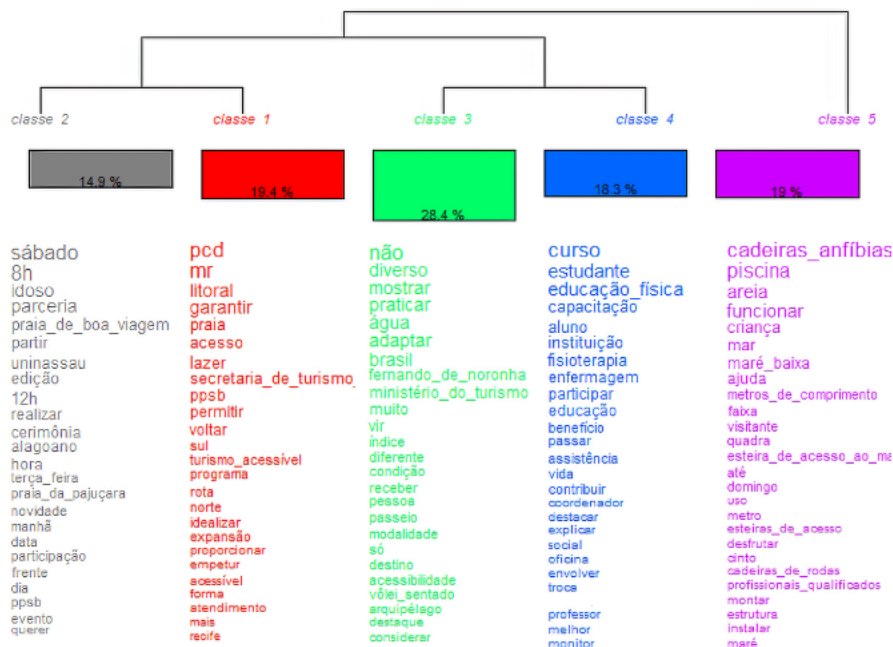 classe 2
classe 1
classe 3
classe 4
classe 5
14.9 %
19.4 %
28.4 %
18.3 %
19 %
sábado
8h
idoso
parceria
praia_de_boa_viagem
partir
uninassau
edição
12h
realizar
cerimônia
alagoano
hora
terça_feira
praia_da_pajuçara
novidade
manhã
data
participação
frente
dia
ppsb
evento
querer
pcd
mr
litoral
garantir
praia
acesso
lazer
secretaria_de_turismo_
ppsb
permitir
voltar
sul
turismo_acessível
programa
rota
norte
idealizar
expansão
proporcionar
empetur
acessível
forma
atendimento
mais
recife
não
diverso
mostrar
praticar
água
adaptar
brasil
fernando_de_noronha
ministério_do_turismo
muito
vir
índice
diferente
condição
receber
pessoa
passeio
modalidade
só
destino
acessibilidade
vôlei_sentado
arquipélago
destaque
considerar
curso
estudante
educação_física
capacitação
aluno
instituição
fisioterapia
enfermagem
participar
educação
benefício
passar
assistência
vida
contribuir
coordenador
destacar
explicar
social
oficina
envolver
troca
professor
melhor
monitor
cadeiras_anfíbias
piscina
areia
funcionar
criança
mar
maré_baixa
ajuda
metros_de_comprimento
faixa
visitante
quadra
esteira_de_acesso_ao_ma
até
domingo
uso
metro
esteiras_de_acesso
desfrutar
cinto
cadeiras_de_rodas
profissionais_qualificados
montar
estrutura
instalar
maré